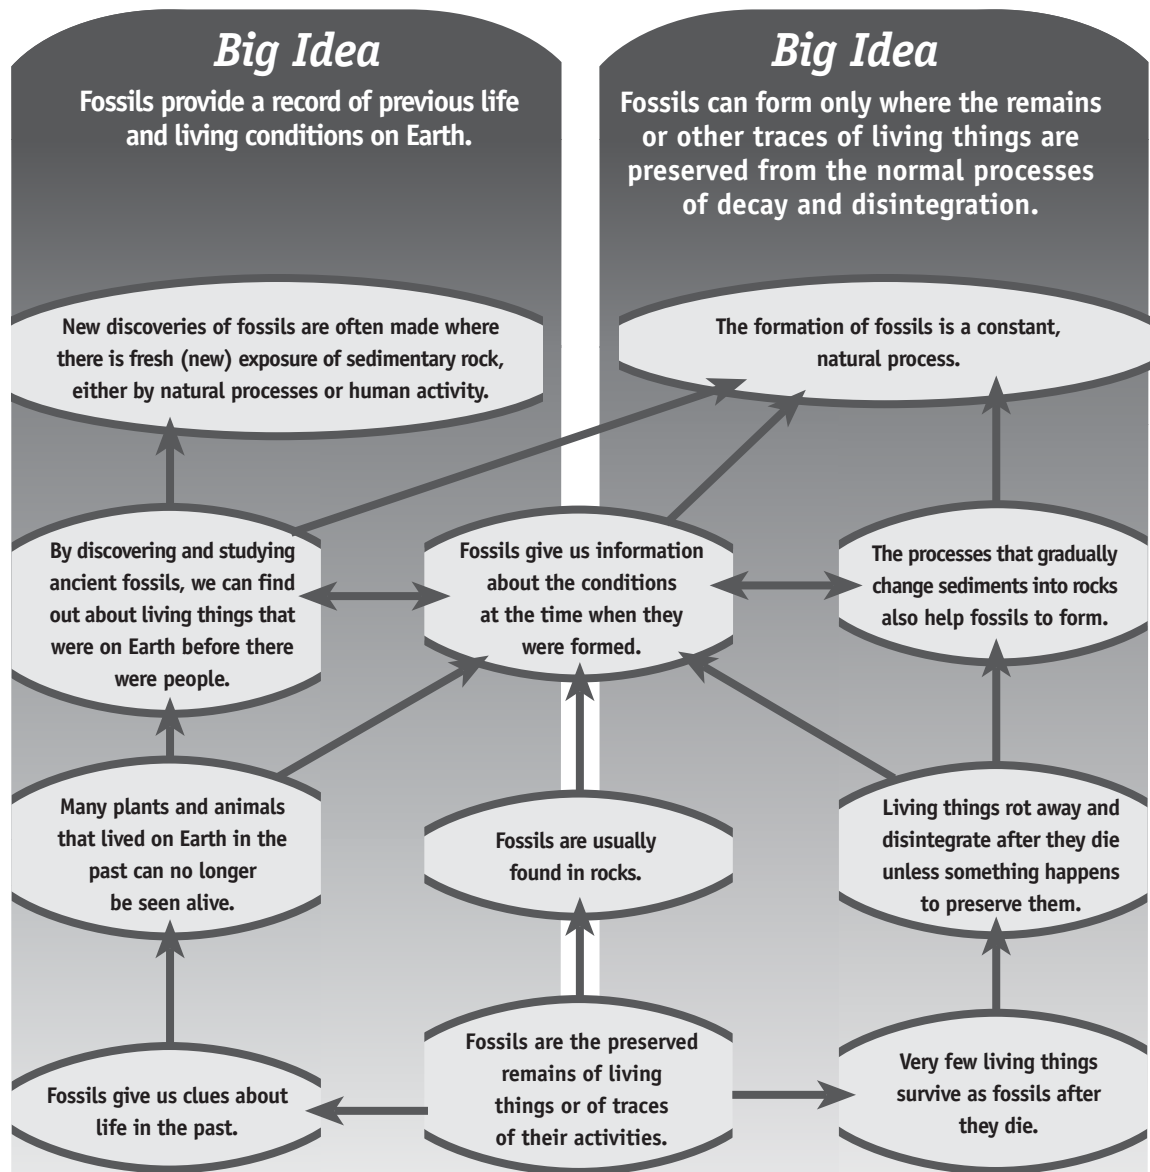 Big Idea
Fossils provide a record of previous life
and living conditions on Earth.
Big Idea
Fossils can form only where the remains
or other traces of living things are
preserved from the normal processes
of decay and disintegration.
New discoveries of fossils are often made where
there is fresh (new) exposure of sedimentary rock,
either by natural processes or human activity.
The formation of fossils is a constant,
natural process.
By discovering and studying
ancient fossils, we can find
out about living things that
were on Earth before there
were people.
Fossils give us information
about the conditions
at the time when they
were formed.
The processes that gradually
change sediments into rocks
also help fossils to form.
Many plants and animals
that lived on Earth in the
past can no longer
be seen alive.
Fossils are usually
found in rocks.
Living things rot away and
disintegrate after they die
unless something happens
to preserve them.
Fossils give us clues about
life in the past.
Fossils are the preserved
remains of living
things or of traces
of their activities.
Very few living things
survive as fossils after
they die.